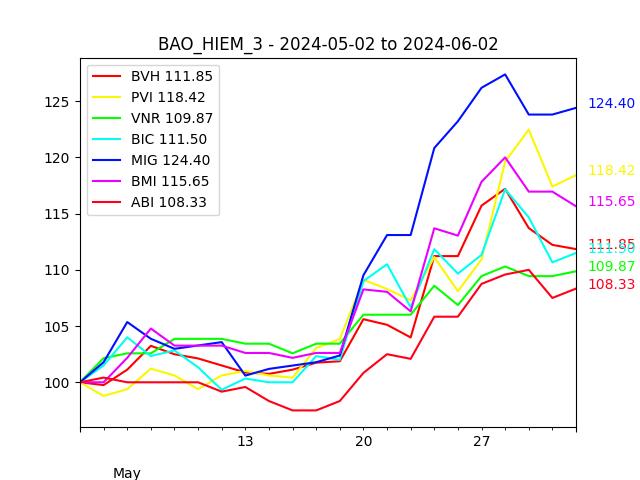 BAO_HIEM_3 - 2024-05-02 to 2024-06-02
BVH 111.85
PVI 118.42
VNR 109.87
BIC 111.50
MIG 124.40
BMI 115.65
ABI 108.33
125
120
115
110
105
100
124.40
118.42
115.65
111.85
111.50
109.87
108.33
13
20
27
May